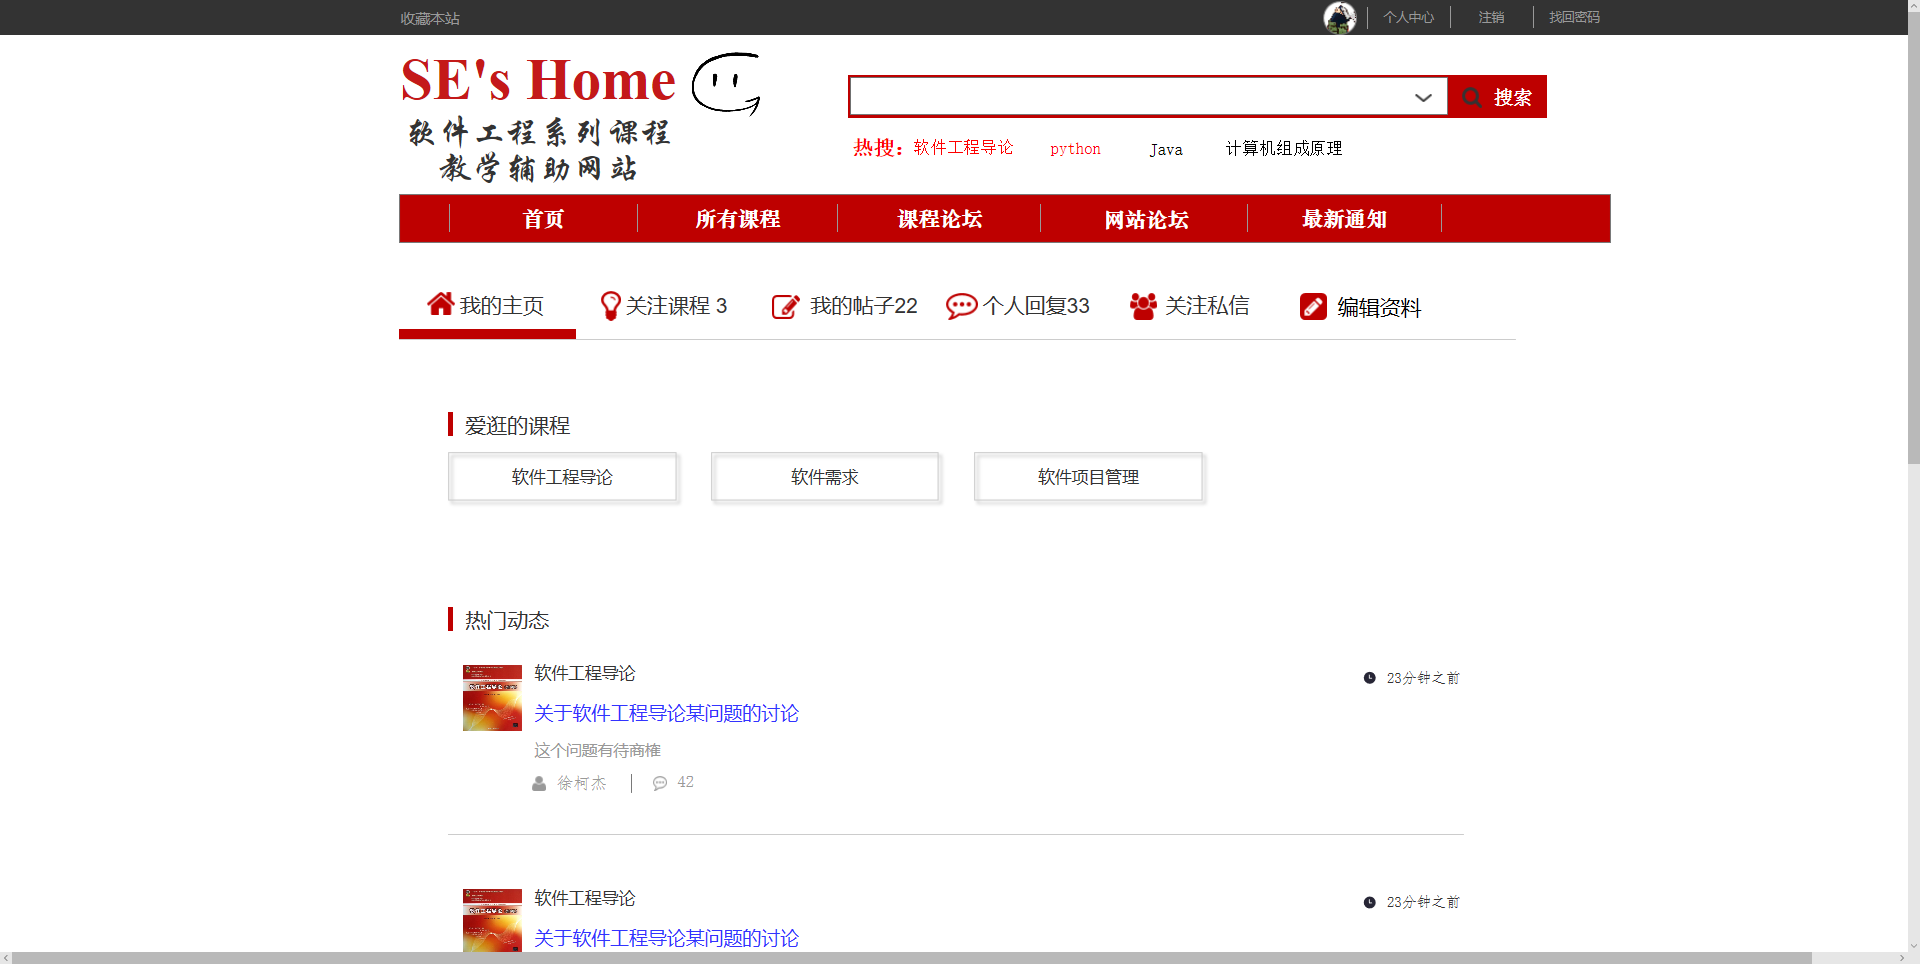 收藏本站
个人中心 注销 找回密码
SE's Home
软件工程系列课程
教学辅助网站
搜索
热搜：软件工程导论 python Java 计算机组成原理
首页 所有课程 课程论坛 网站论坛 最新通知
我的主页 关注课程 3 我的帖子22 个人回复33 关注私信 编辑资料
爱逛的课程
软件工程导论 软件需求 软件项目管理
热门动态
软件工程导论
23分钟之前
关于软件工程导论某问题的讨论
这个问题有待商榷
徐柯杰 42
软件工程导论
23分钟之前
关于软件工程导论某问题的讨论